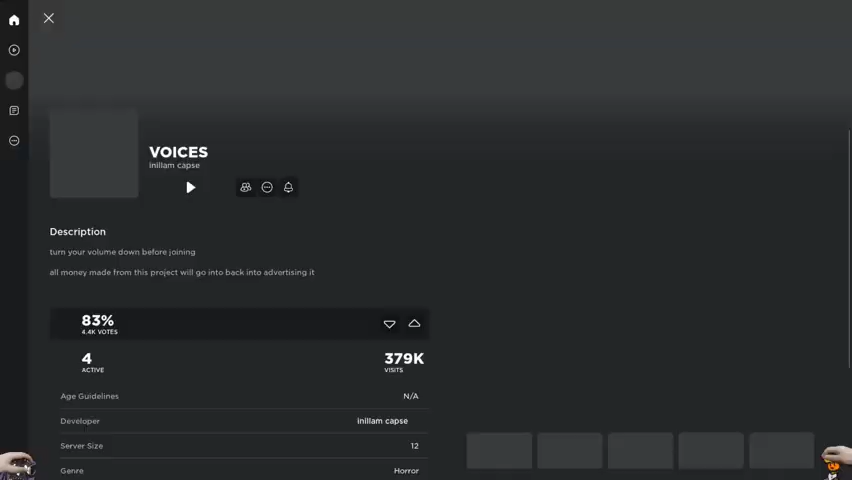 VOICES
inillam capse
Description
turn your volume down before joining
all money made from this project will go into back into advertising it
83%
4.4K VOTES
4
ACTIVE
379K
VISITS
Age Guidelines N/A
Developer inillam capse
Server Size 12
Genre Horror